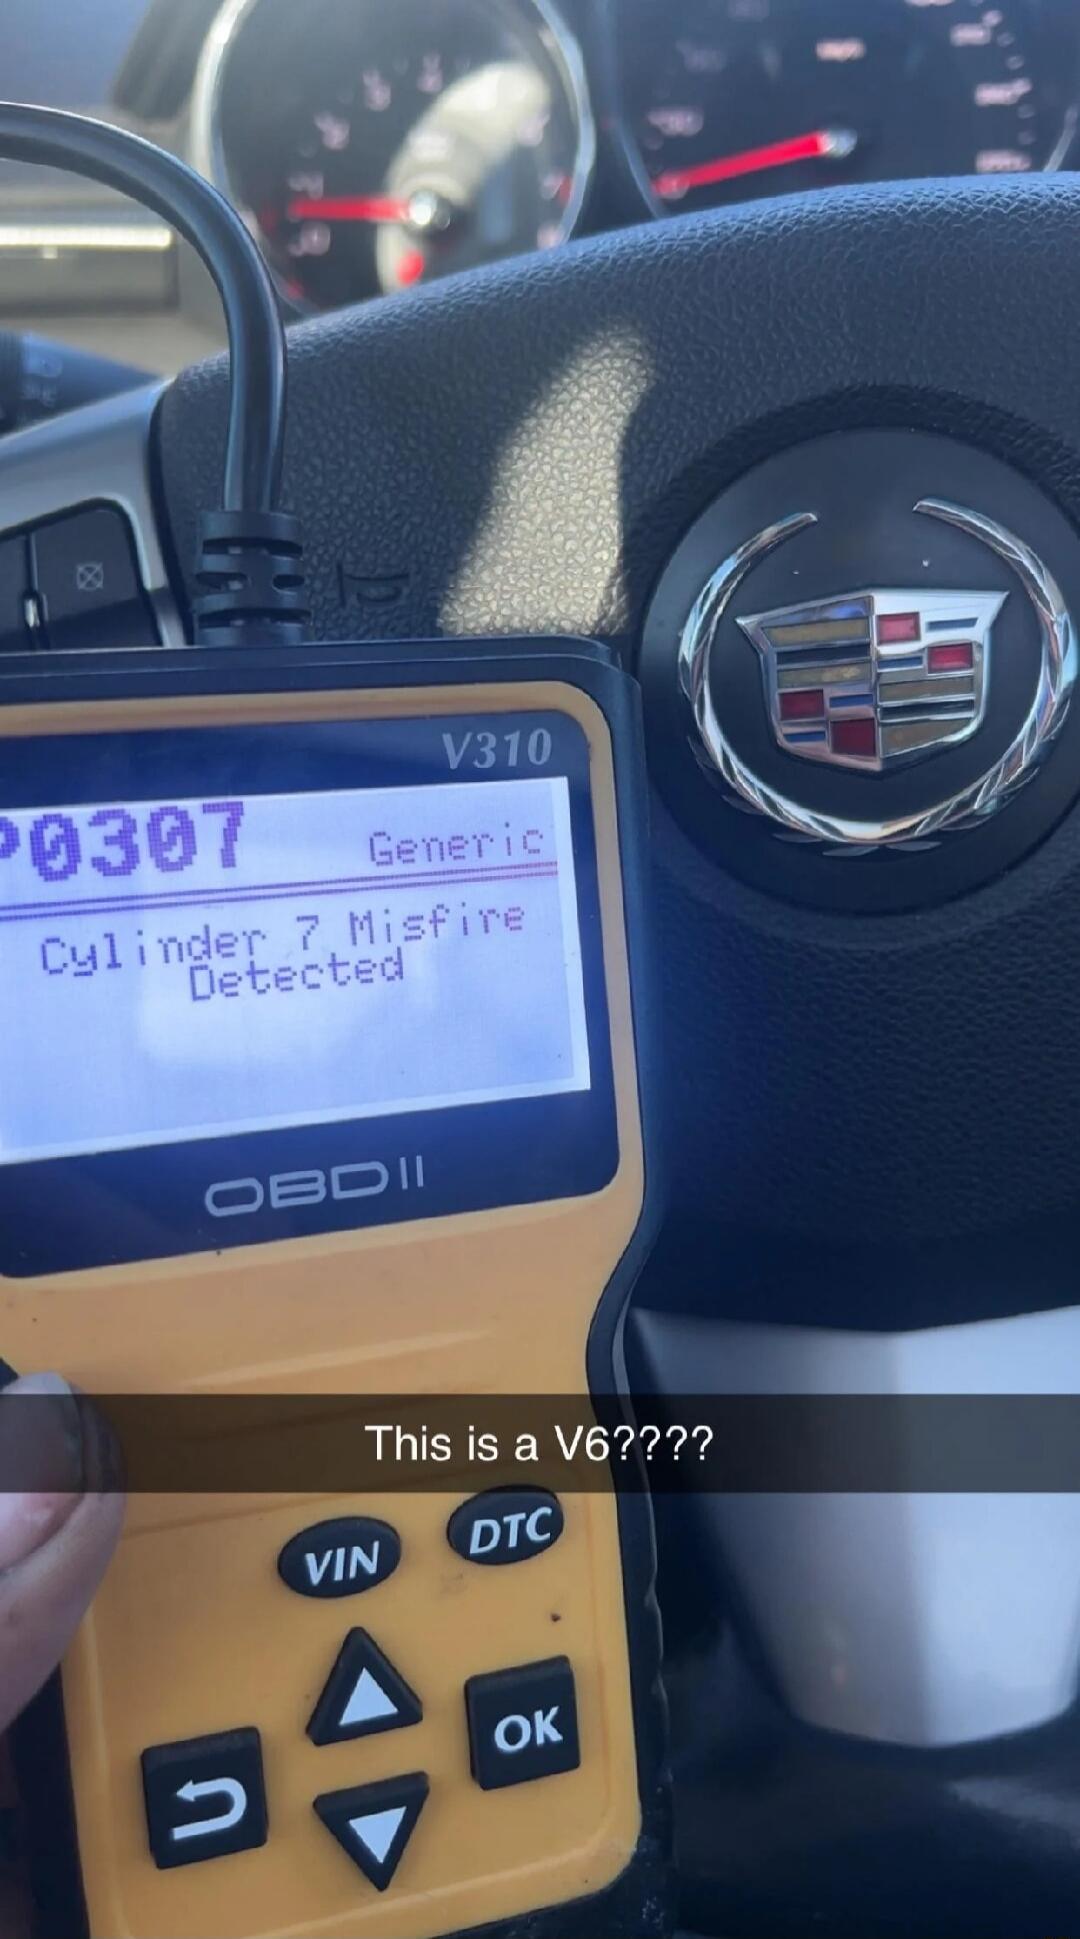 V310
P0307
Generic
Cylinder 7 Misfire
Detected
OBDII
This is a V6????
VIN
DTC
OK